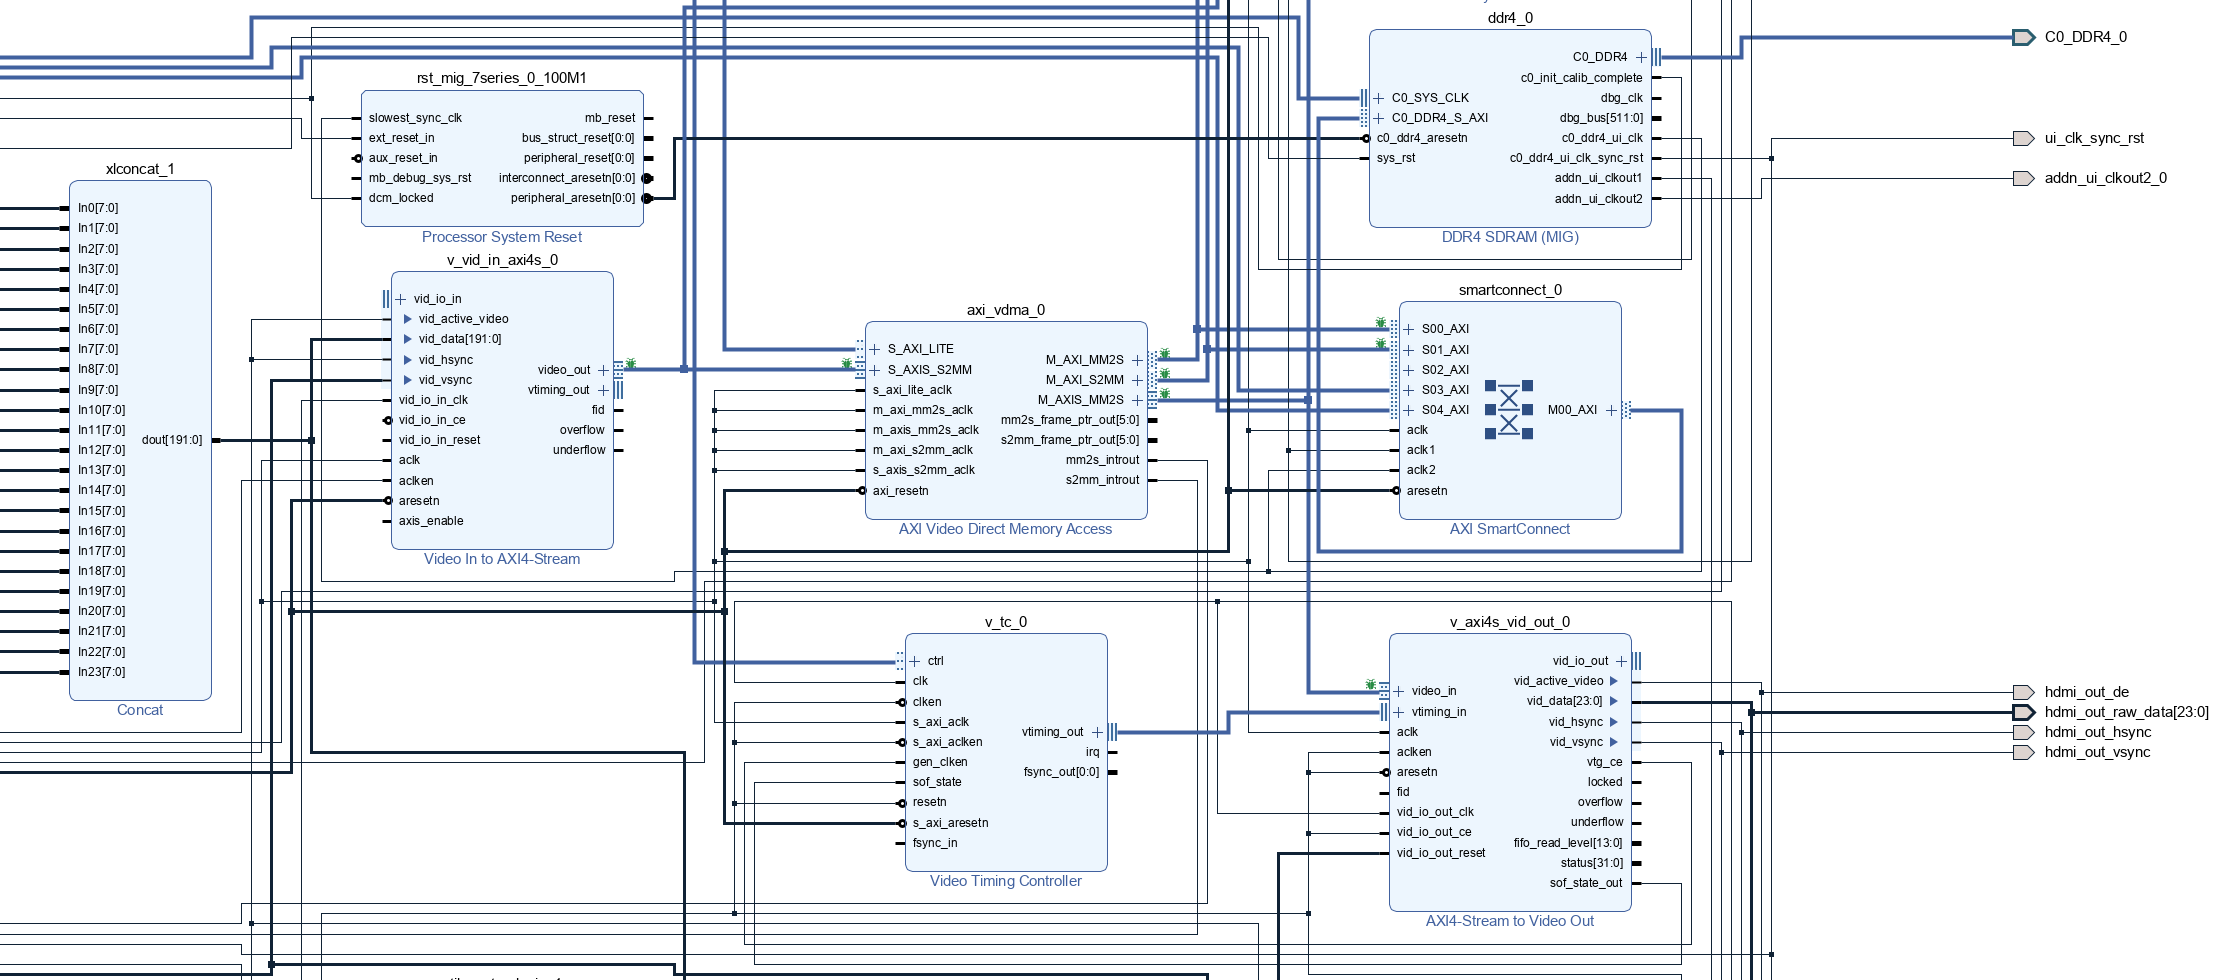 rst_mig_7series_0_100M1
slowest_sync_clk
ext_reset_in
aux_reset_in
mb_debug_sys_rst
dcm_locked
mb_reset
bus_struct_reset[0:0]
peripheral_reset[0:0]
interconnect_aresetn[0:0]
peripheral_aresetn[0:0]
Processor System Reset
ddr4_0
C0_SYS_CLK
C0_DDR4_S_AXI
c0_ddr4_aresetn
sys_rst
C0_DDR4
c0_init_calib_complete
dbg_clk
dbg_bus[511:0]
c0_ddr4_ui_clk
c0_ddr4_ui_clk_sync_rst
addn_ui_clkout1
addn_ui_clkout2
DDR4 SDRAM (MIG)
C0_DDR4_0
ui_clk_sync_rst
addn_ui_clkout2_0
xlconcat_1
In0[7:0]
In1[7:0]
In2[7:0]
In3[7:0]
In4[7:0]
In5[7:0]
In6[7:0]
In7[7:0]
In8[7:0]
In9[7:0]
In10[7:0]
In11[7:0]
In12[7:0]
In13[7:0]
In14[7:0]
In15[7:0]
In16[7:0]
In17[7:0]
In18[7:0]
In19[7:0]
In20[7:0]
In21[7:0]
In22[7:0]
In23[7:0]
dout[191:0]
Concat
v_vid_in_axi4s_0
vid_io_in
vid_active_video
vid_data[191:0]
vid_hsync
vid_vsync
vid_io_in_clk
vid_io_in_ce
vid_io_in_reset
aclk
aclken
aresetn
axis_enable
video_out
vtiming_out
fid
overflow
underflow
Video In to AXI4-Stream
axi_vdma_0
S_AXI_LITE
S_AXIS_S2MM
s_axi_lite_aclk
m_axi_mm2s_aclk
m_axis_mm2s_aclk
m_axi_s2mm_aclk
s_axis_s2mm_aclk
axi_resetn
M_AXI_MM2S
M_AXI_S2MM
M_AXIS_MM2S
mm2s_frame_ptr_out[5:0]
s2mm_frame_ptr_out[5:0]
mm2s_introut
s2mm_introut
AXI Video Direct Memory Access
smartconnect_0
S00_AXI
S01_AXI
S02_AXI
S03_AXI
S04_AXI
aclk
aclk1
aclk2
aresetn
M00_AXI
AXI SmartConnect
v_tc_0
ctrl
clk
clken
s_axi_aclk
s_axi_aclken
gen_clken
sof_state
resetn
s_axi_aresetn
fsync_in
vtiming_out
irq
fsync_out[0:0]
Video Timing Controller
v_axi4s_vid_out_0
video_in
vtiming_in
aclk
aclken
aresetn
fid
vid_io_out_clk
vid_io_out_ce
vid_io_out_reset
vid_io_out
vid_active_video
vid_data[23:0]
vid_hsync
vid_vsync
vtg_ce
locked
overflow
underflow
fifo_read_level[13:0]
status[31:0]
sof_state_out
AXI4-Stream to Video Out
hdmi_out_de
hdmi_out_raw_data[23:0]
hdmi_out_hsync
hdmi_out_vsync